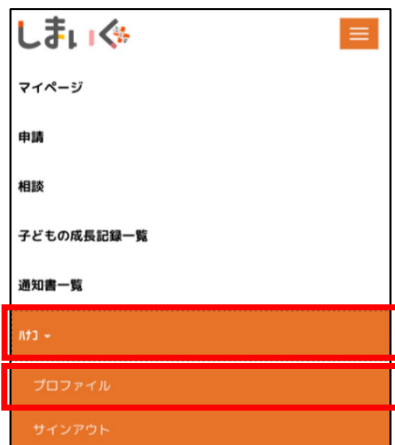 しまいく
マイページ
申請
相談
子どもの成長記録一覧
通知書一覧
ﾊﾅｺ
プロファイル
サインアウト